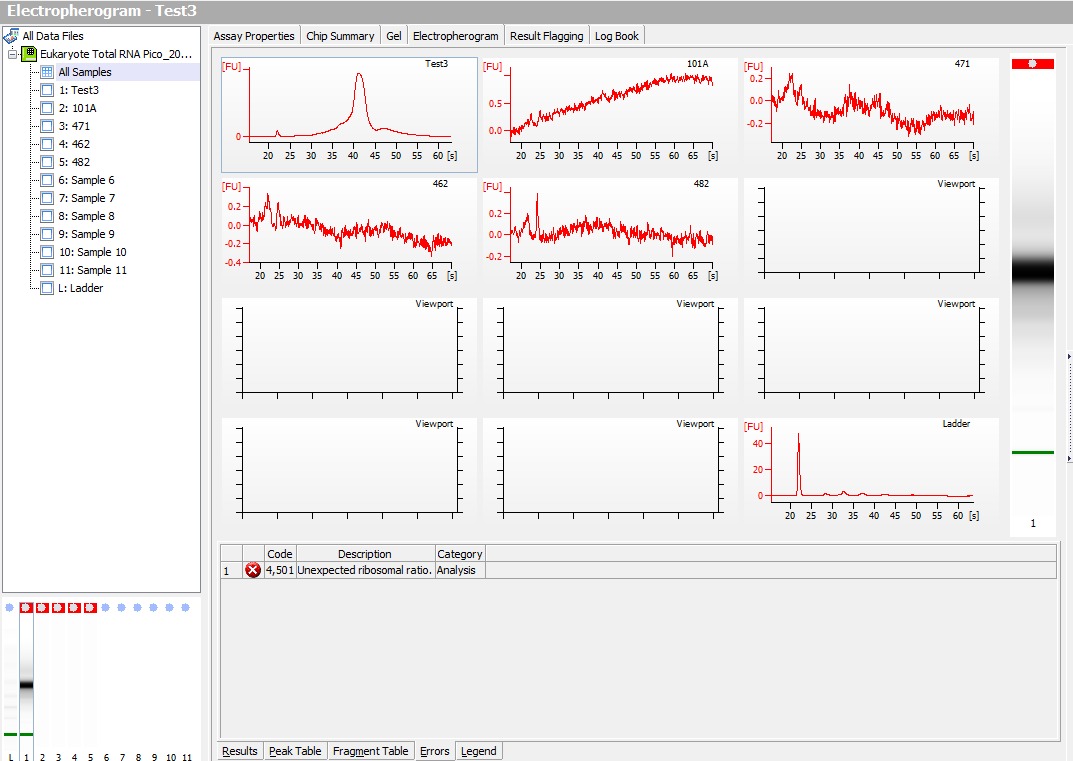 Electropherogram - Test3
All Data Files
Eukaryote Total RNA Pico_20...
All Samples
1: Test3
2: 101A
3: 471
4: 462
5: 482
6: Sample 6
7: Sample 7
8: Sample 8
9: Sample 9
10: Sample 10
11: Sample 11
L: Ladder
L 1 2 3 4 5 6 7 8 9 10 11
Assay Properties Chip Summary Gel Electropherogram Result Flagging Log Book
[FU] Test3
0
20 25 30 35 40 45 50 55 60 [s]
[FU] 101A
0.5
0.0
20 25 30 35 40 45 50 55 60 65 [s]
[FU] 471
0.2
0.0
-0.2
20 25 30 35 40 45 50 55 60 65 [s]
[FU] 462
0.2
0.0
-0.2
-0.4
20 25 30 35 40 45 50 55 60 65 [s]
[FU] 482
0.2
0.0
-0.2
20 25 30 35 40 45 50 55 60 65 [s]
Viewport
Viewport
Viewport
Viewport
Viewport
Viewport
[FU] Ladder
40
20
0
20 25 30 35 40 45 50 55 60 [s]
1
Code Description Category
1 4,501 Unexpected ribosomal ratio. Analysis
Results Peak Table Fragment Table Errors Legend